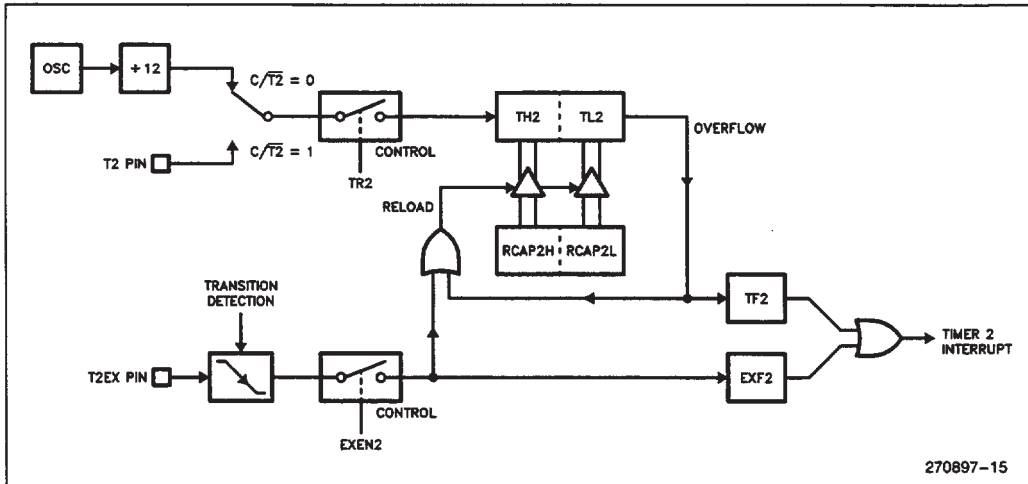 OSC
÷12
C/T2̅ = 0
TH2
TL2
OVERFLOW
T2 PIN
C/T2̅ = 1
CONTROL
TR2
RELOAD
RCAP2H
RCAP2L
TRANSITION
DETECTION
TF2
TIMER 2
INTERRUPT
T2EX PIN
EXF2
CONTROL
EXEN2
270897-15